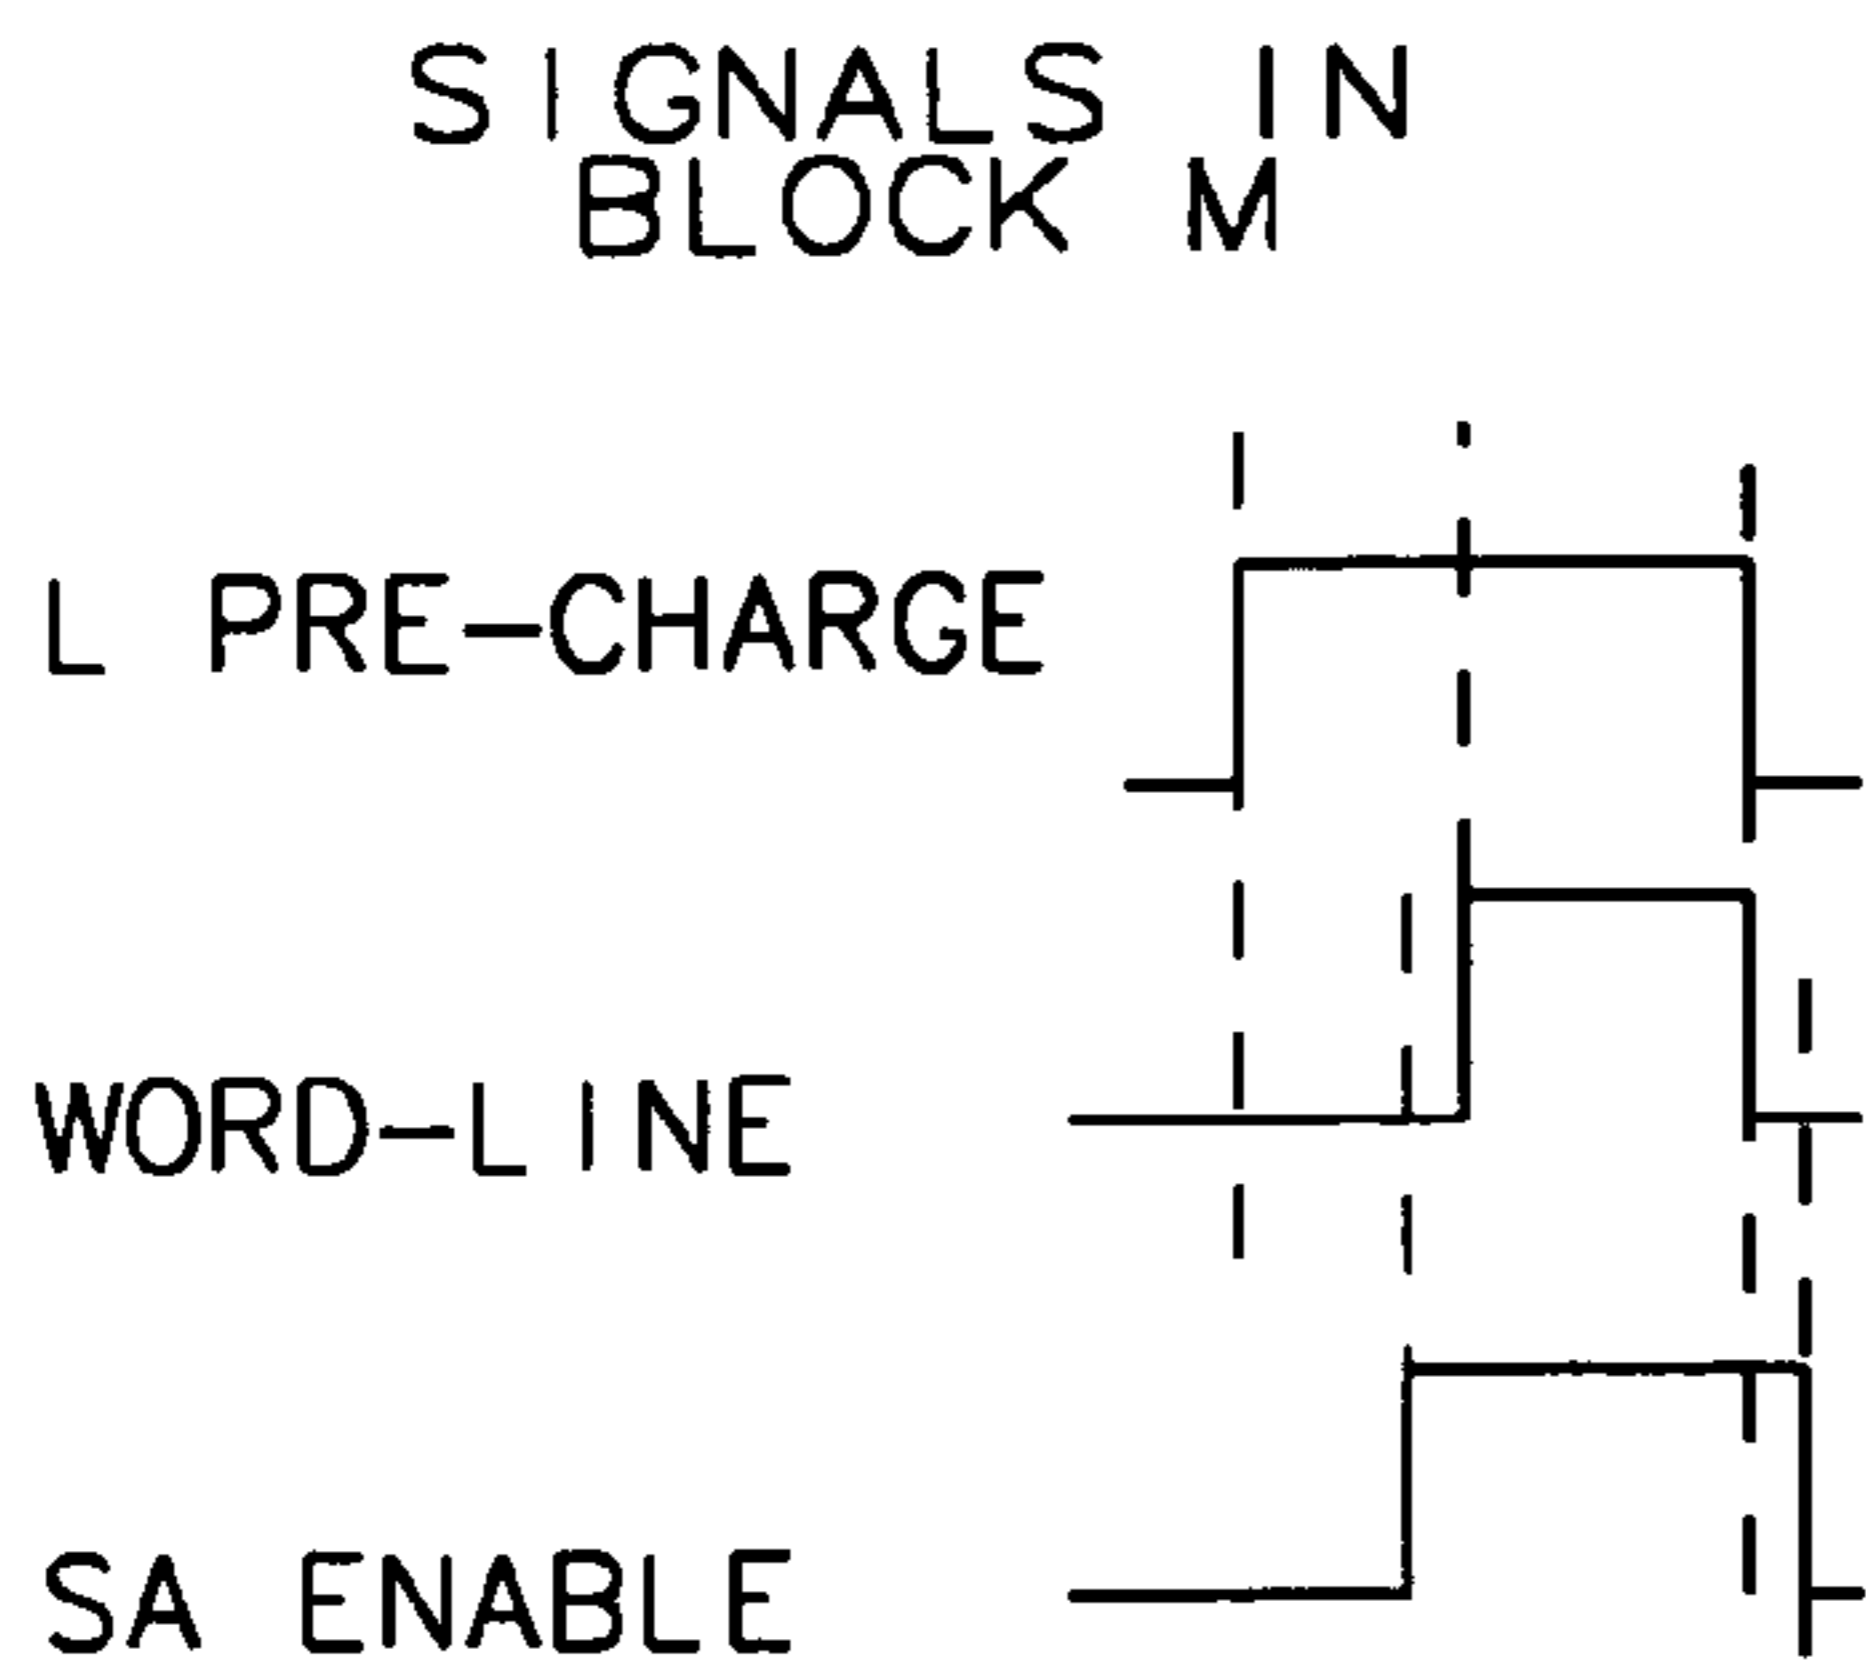 SIGNALS IN
BLOCK M
L PRE-CHARGE
WORD-LINE
SA ENABLE